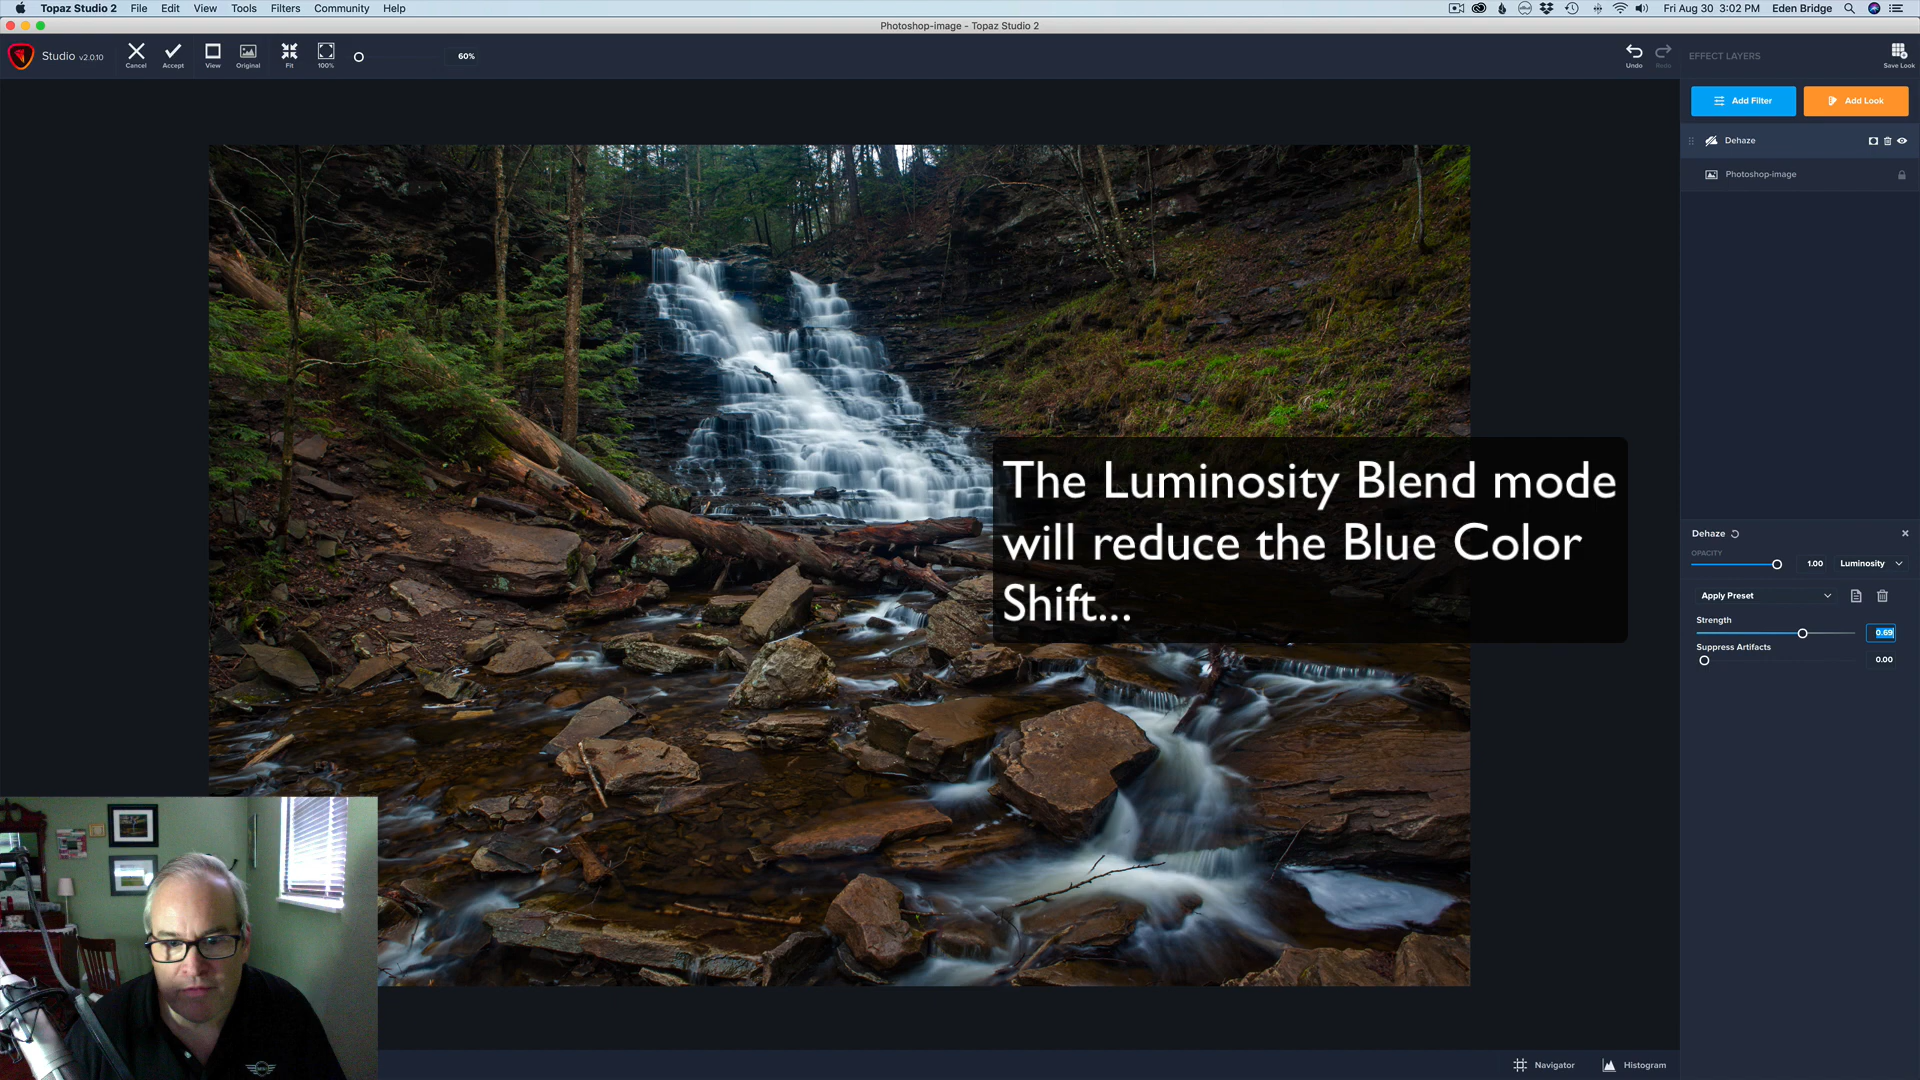 Topaz Studio 2 File Edit View Tools Filters Community Help Fri Aug 30 3:02 PM Eden Bridge
Photoshop-image - Topaz Studio 2
Studio v2.0.10
Cancel Accept View Original Fit 100% 60% Undo Redo
EFFECT LAYERS
Save Look
Add Filter Add Look
Dehaze
Photoshop-image
The Luminosity Blend mode
will reduce the Blue Color
Shift...
Dehaze
OPACITY
1.00 Luminosity
Apply Preset
Strength
0.69
Suppress Artifacts
0.00
Navigator Histogram